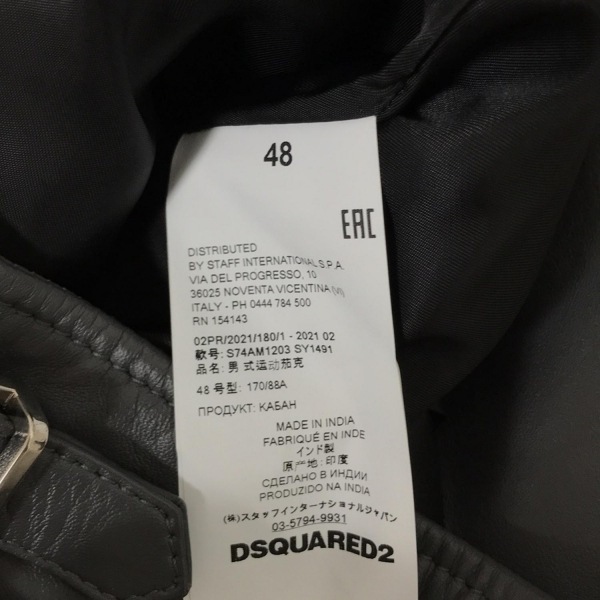 48
EAC
DISTRIBUTED
BY STAFF INTERNATIONAL S.P.A.
VIA DEL PROGRESSO, 10
36025 NOVENTA VICENTINA (VI)
ITALY - PH 0444 784 500
RN 154143
02PR/2021/180/1 - 2021 02
款号: S74AM1203 SY1491
品名: 男 式运动茄克
48 号型: 170/88A
ПРОДУКТ: КАБАН
MADE IN INDIA
FABRIQUÉ EN INDE
インド製
原产地: 印度
СДЕЛАНО В ИНДИИ
PRODUZIDO NA INDIA
(株)スタッフインターナショナルジャパン
03-5794-9931
DSQUARED2